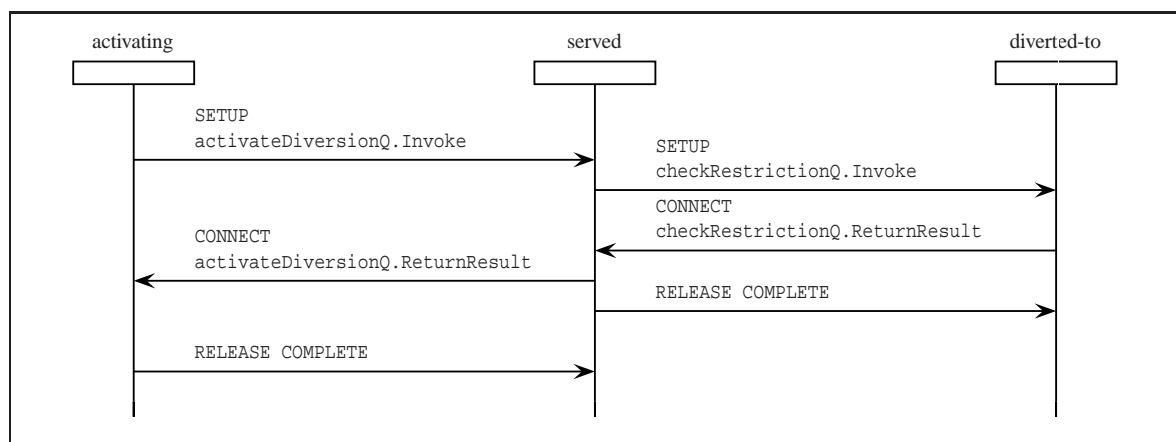 activating
served
diverted-to
SETUP
activateDiversionQ.Invoke
SETUP
checkRestrictionQ.Invoke
CONNECT
checkRestrictionQ.ReturnResult
CONNECT
activateDiversionQ.ReturnResult
RELEASE COMPLETE
RELEASE COMPLETE